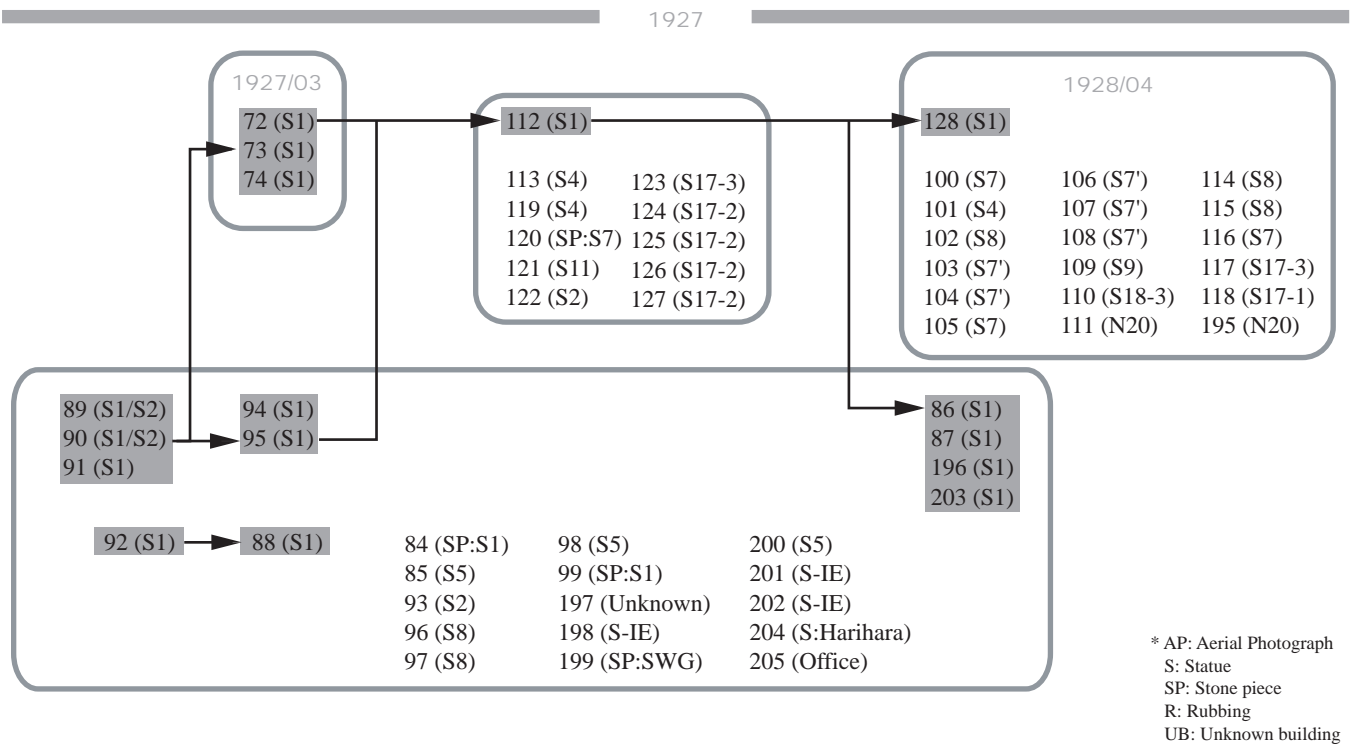 1927
1927/03
72 (S1)
73 (S1)
74 (S1)
112 (S1)
113 (S4)
119 (S4)
120 (SP:S7)
121 (S11)
122 (S2)
123 (S17-3)
124 (S17-2)
125 (S17-2)
126 (S17-2)
127 (S17-2)
1928/04
128 (S1)
100 (S7)
101 (S4)
102 (S8)
103 (S7')
104 (S7')
105 (S7)
106 (S7')
107 (S7')
108 (S7')
109 (S9)
110 (S18-3)
111 (N20)
114 (S8)
115 (S8)
116 (S7)
117 (S17-3)
118 (S17-1)
195 (N20)
89 (S1/S2)
90 (S1/S2)
91 (S1)
94 (S1)
95 (S1)
86 (S1)
87 (S1)
196 (S1)
203 (S1)
92 (S1)
88 (S1)
84 (SP:S1)
85 (S5)
93 (S2)
96 (S8)
97 (S8)
98 (S5)
99 (SP:S1)
197 (Unknown)
198 (S-IE)
199 (SP:SWG)
200 (S5)
201 (S-IE)
202 (S-IE)
204 (S:Harihara)
205 (Office)
* AP: Aerial Photograph
S: Statue
SP: Stone piece
R: Rubbing
UB: Unknown building